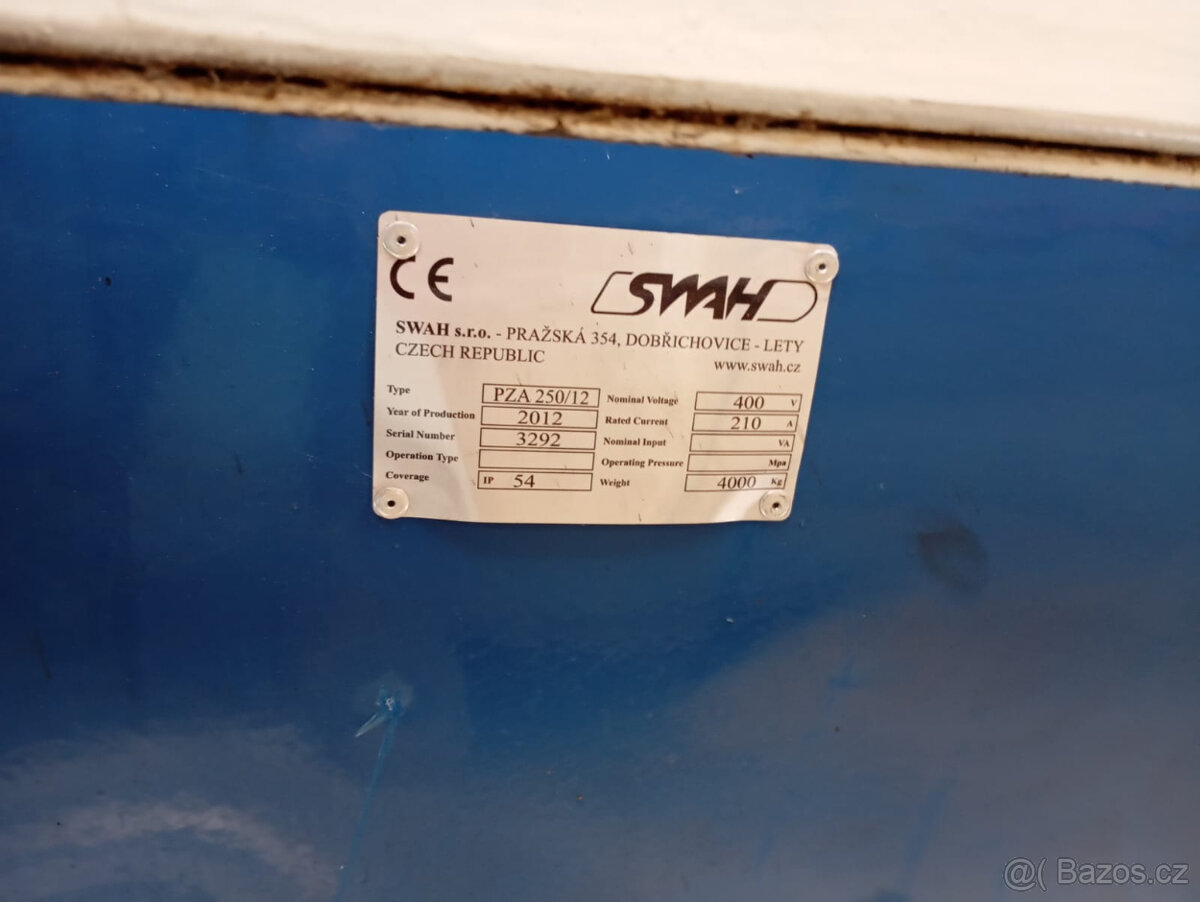 CE
SWAH
SWAH s.r.o. - PRAŽSKÁ 354, DOBŘICHOVICE - LETY
CZECH REPUBLIC
www.swah.cz
Type PZA 250/12 Nominal Voltage 400 V
Year of Production 2012 Rated Current 210 A
Serial Number 3292 Nominal Input VA
Operation Type Operating Pressure Mpa
Coverage IP 54 Weight 4000 Kg
@( Bazos.cz